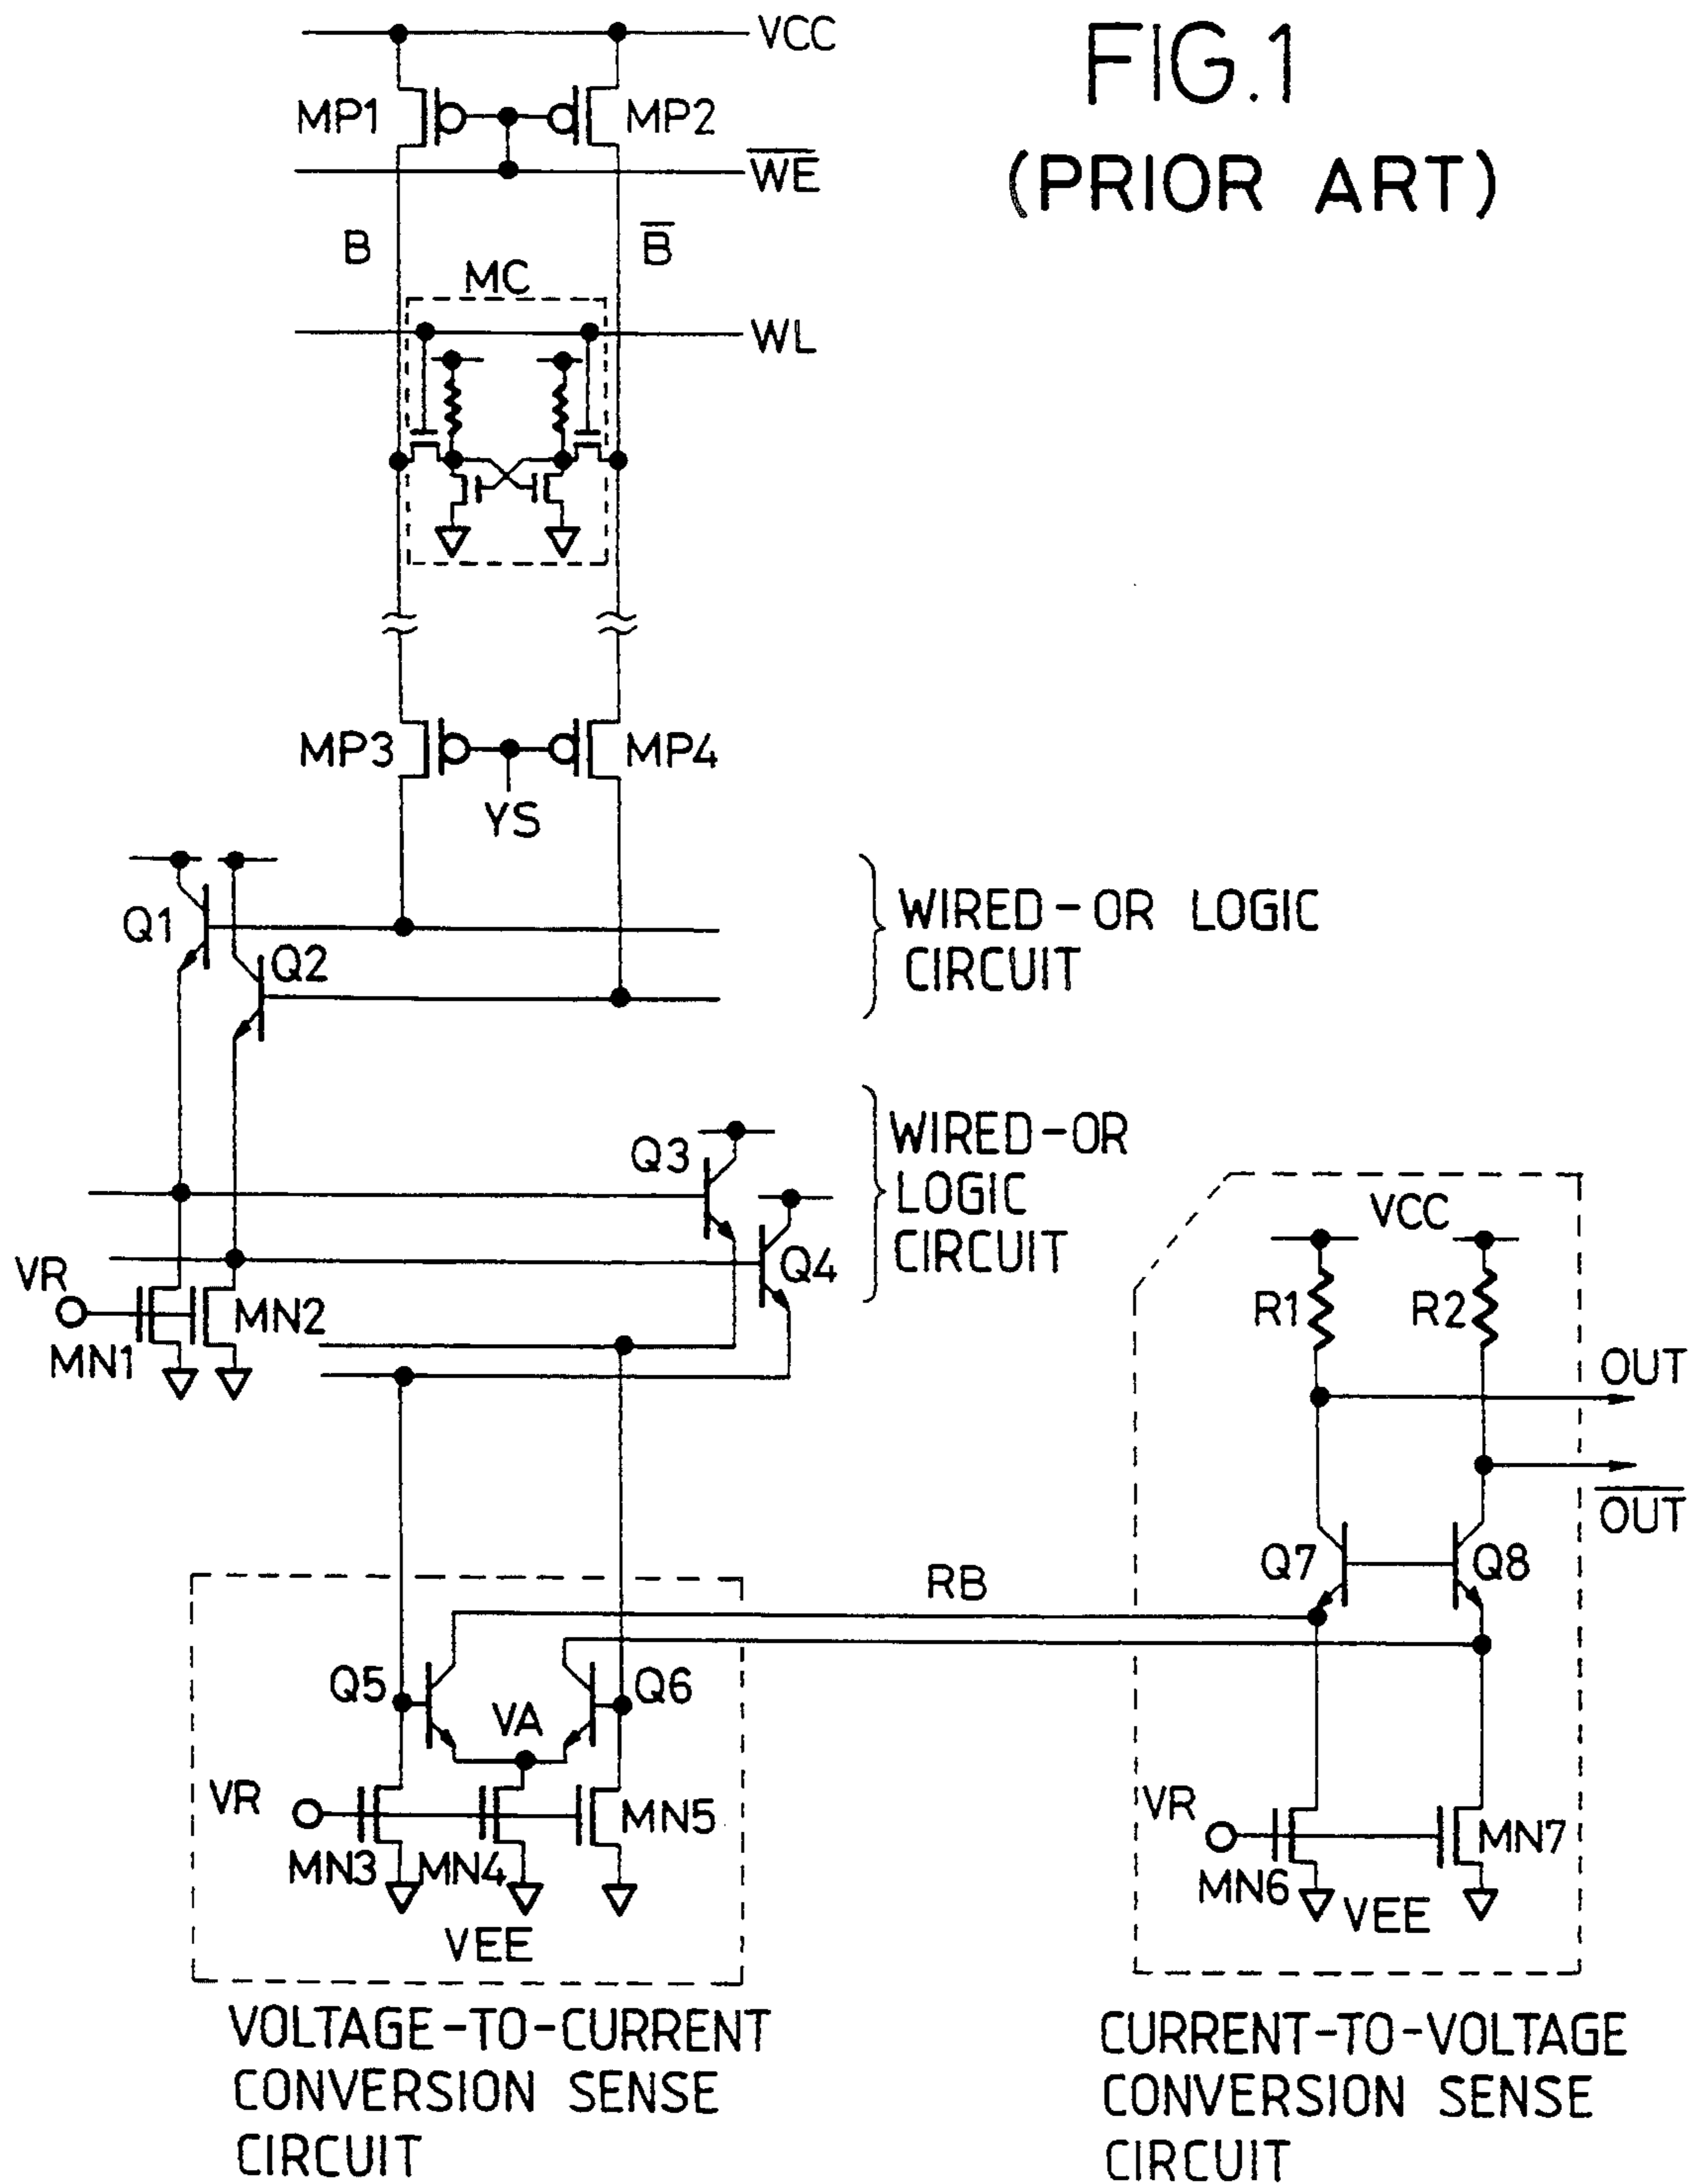 FIG.1
(PRIOR ART)
VCC
MP1
MP2
W̅E̅
B
B̅
MC
WL
MP3
MP4
YS
Q1
Q2
WIRED-OR LOGIC
CIRCUIT
Q3
Q4
WIRED-OR
LOGIC
CIRCUIT
VR
MN1
MN2
VCC
R1
R2
OUT
O̅U̅T̅
Q7
Q8
RB
Q5
VA
Q6
VR
MN3
MN4
MN5
VEE
VR
MN6
MN7
VEE
VOLTAGE-TO-CURRENT
CONVERSION SENSE
CIRCUIT
CURRENT-TO-VOLTAGE
CONVERSION SENSE
CIRCUIT